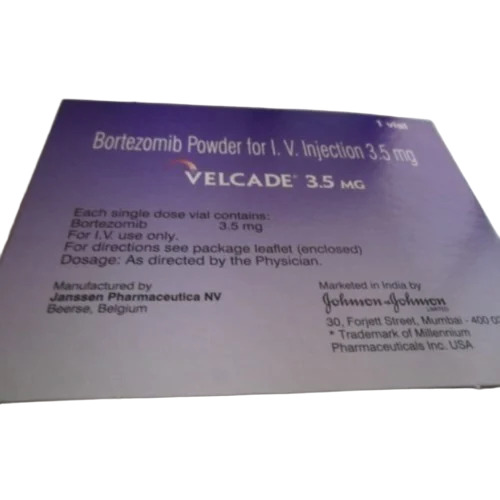 1 vial
Bortezomib Powder for I. V. Injection 3.5 mg
VELCADE® 3.5 MG
Each single dose vial contains:
Bortezomib 3.5 mg
For I.V. use only.
For directions see package leaflet (enclosed)
Dosage: As directed by the Physician.
Manufactured by
Janssen Pharmaceutica NV
Beerse, Belgium
Marketed in India by
Johnson-Johnson
LIMITED
30, Forjett Street, Mumbai - 400
* Trademark of Millennium
Pharmaceuticals Inc. USA